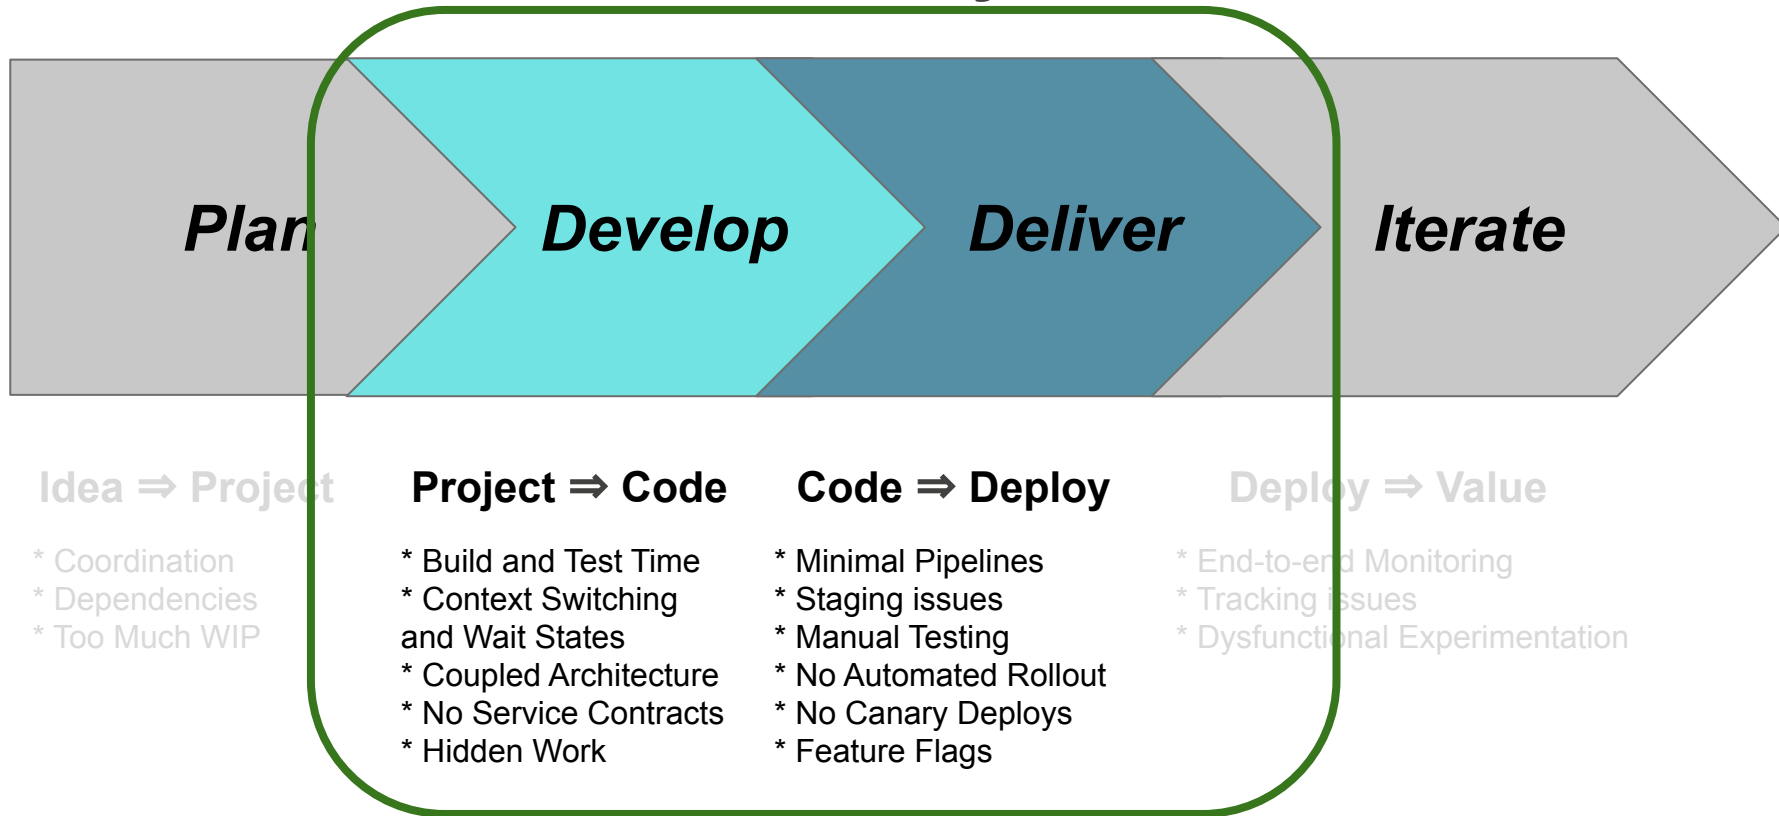 Plan
Develop
Deliver
Iterate
Idea ⇒ Project
* Coordination
* Dependencies
* Too Much WIP
Project ⇒ Code
* Build and Test Time
* Context Switching
and Wait States
* Coupled Architecture
* No Service Contracts
* Hidden Work
Code ⇒ Deploy
* Minimal Pipelines
* Staging issues
* Manual Testing
* No Automated Rollout
* No Canary Deploys
* Feature Flags
Deploy ⇒ Value
* End-to-end Monitoring
* Tracking issues
* Dysfunctional Experimentation